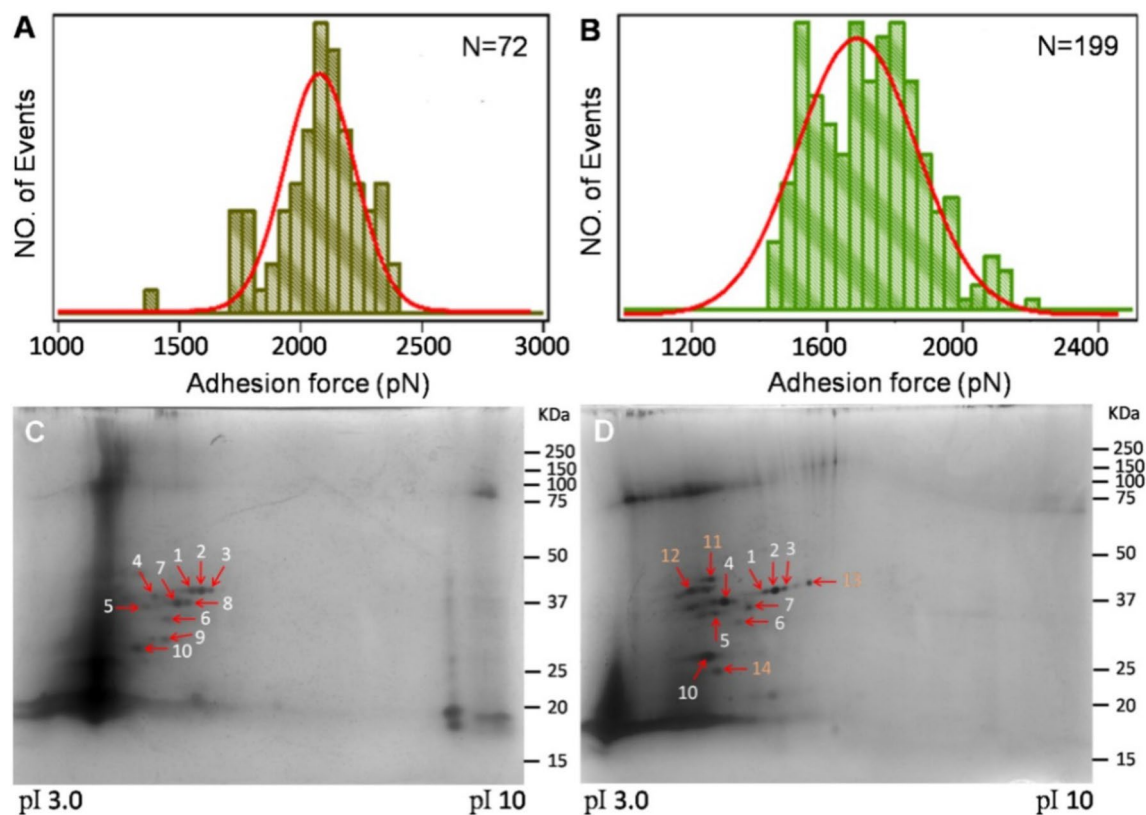 A
N=72
NO. of Events
1000 1500 2000 2500 3000
Adhesion force (pN)
B
N=199
NO. of Events
1200 1600 2000 2400
Adhesion force (pN)
C
KDa
250
150
100
75
50
37
25
20
15
4 7 1 2 3
5
8
6
9
10
pI 3.0 pI 10
D
KDa
250
150
100
75
50
37
25
20
15
12 11 4 1 2 3
13
7
5 6
10 14
pI 3.0 pI 10